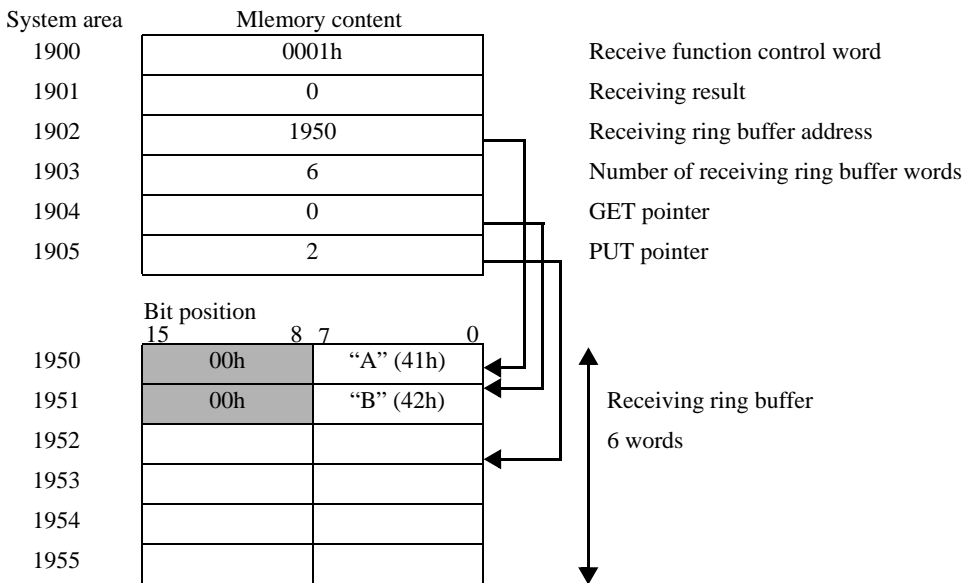 System area Mlemory content
1900 0001h Receive function control word
1901 0 Receiving result
1902 1950 Receiving ring buffer address
1903 6 Number of receiving ring buffer words
1904 0 GET pointer
1905 2 PUT pointer
Bit position
15 8 7 0
1950 00h “A” (41h)
1951 00h “B” (42h) Receiving ring buffer
1952 6 words
1953
1954
1955